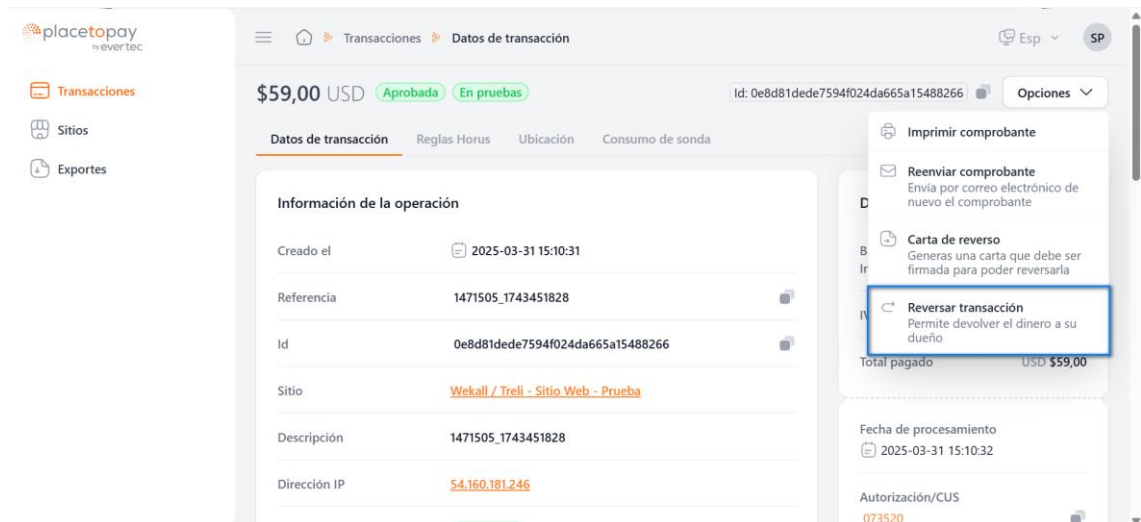 placetopay
by evertec
Transacciones
Datos de transacción
Esp
SP
Transacciones
Sitios
Exportes
$59,00 USD
Aprobada
En pruebas
Id: 0e8d81dede7594f024da665a15488266
Opciones
Datos de transacción
Reglas Horus
Ubicación
Consumo de sonda
Imprimir comprobante
Reenviar comprobante
Envía por correo electrónico de
nuevo el comprobante
Carta de reverso
Generas una carta que debe ser
firmada para poder reversarla
Reversar transacción
Permite devolver el dinero a su
dueño
Información de la operación
Creado el
2025-03-31 15:10:31
Referencia
1471505_1743451828
Id
0e8d81dede7594f024da665a15488266
Sitio
Wekall / Treli - Sitio Web - Prueba
Descripción
1471505_1743451828
Dirección IP
54.160.181.246
Total pagado
USD $59,00
Fecha de procesamiento
2025-03-31 15:10:32
Autorización/CUS
073520